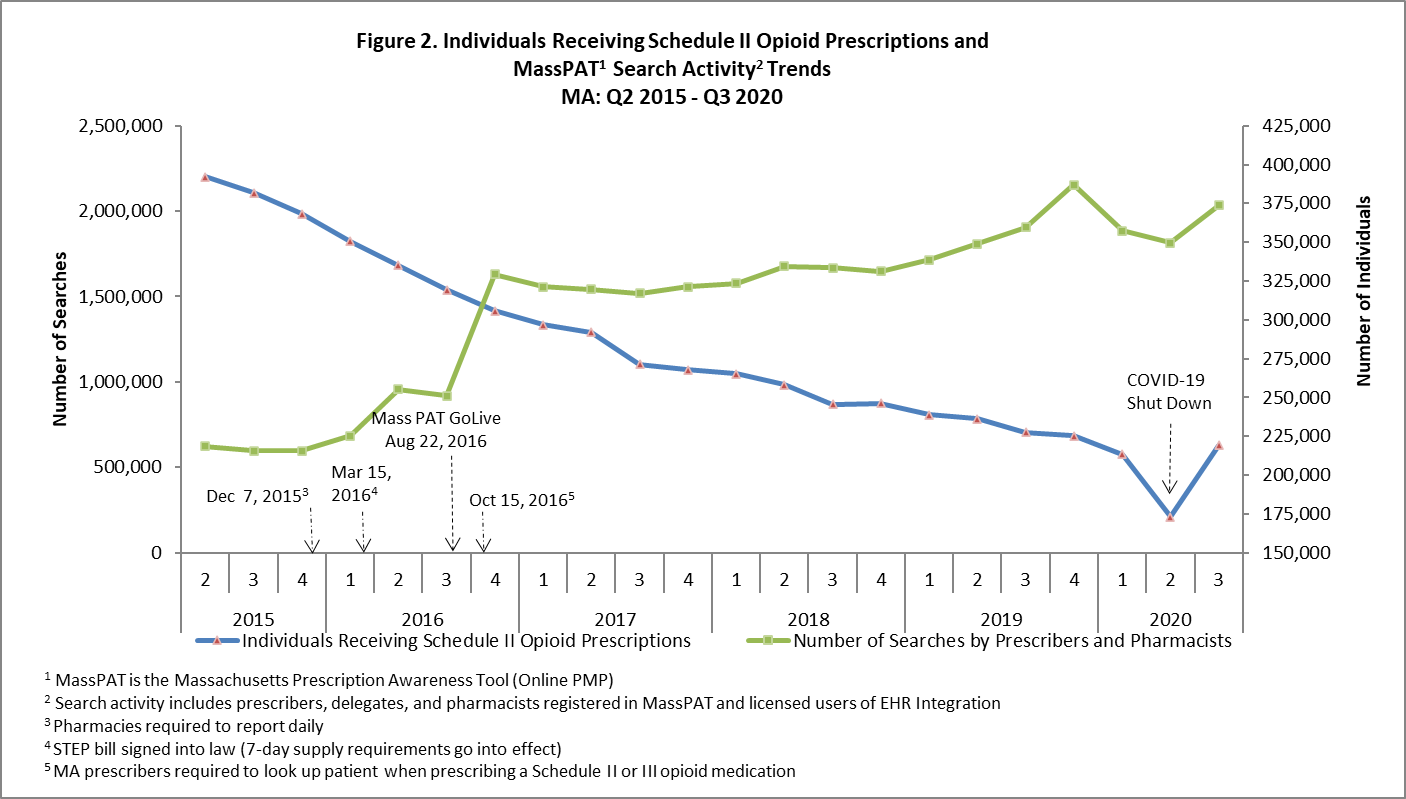 Figure 2. Individuals Receiving Schedule II Opioid Prescriptions and
MassPAT¹ Search Activity² Trends
MA: Q2 2015 - Q3 2020
2,500,000
2,000,000
1,500,000
1,000,000
500,000
0
Number of Searches
425,000
400,000
375,000
350,000
325,000
300,000
275,000
250,000
225,000
200,000
175,000
150,000
Number of Individuals
Dec 7, 2015³
Mar 15,
2016⁴
Mass PAT GoLive
Aug 22, 2016
Oct 15, 2016⁵
COVID-19
Shut Down
2 3 4 1 2 3 4 1 2 3 4 1 2 3 4 1 2 3 4 1 2 3
2015 2016 2017 2018 2019 2020
Individuals Receiving Schedule II Opioid Prescriptions Number of Searches by Prescribers and Pharmacists
¹ MassPAT is the Massachusetts Prescription Awareness Tool (Online PMP)
² Search activity includes prescribers, delegates, and pharmacists registered in MassPAT and licensed users of EHR Integration
³ Pharmacies required to report daily
⁴ STEP bill signed into law (7-day supply requirements go into effect)
⁵ MA prescribers required to look up patient when prescribing a Schedule II or III opioid medication